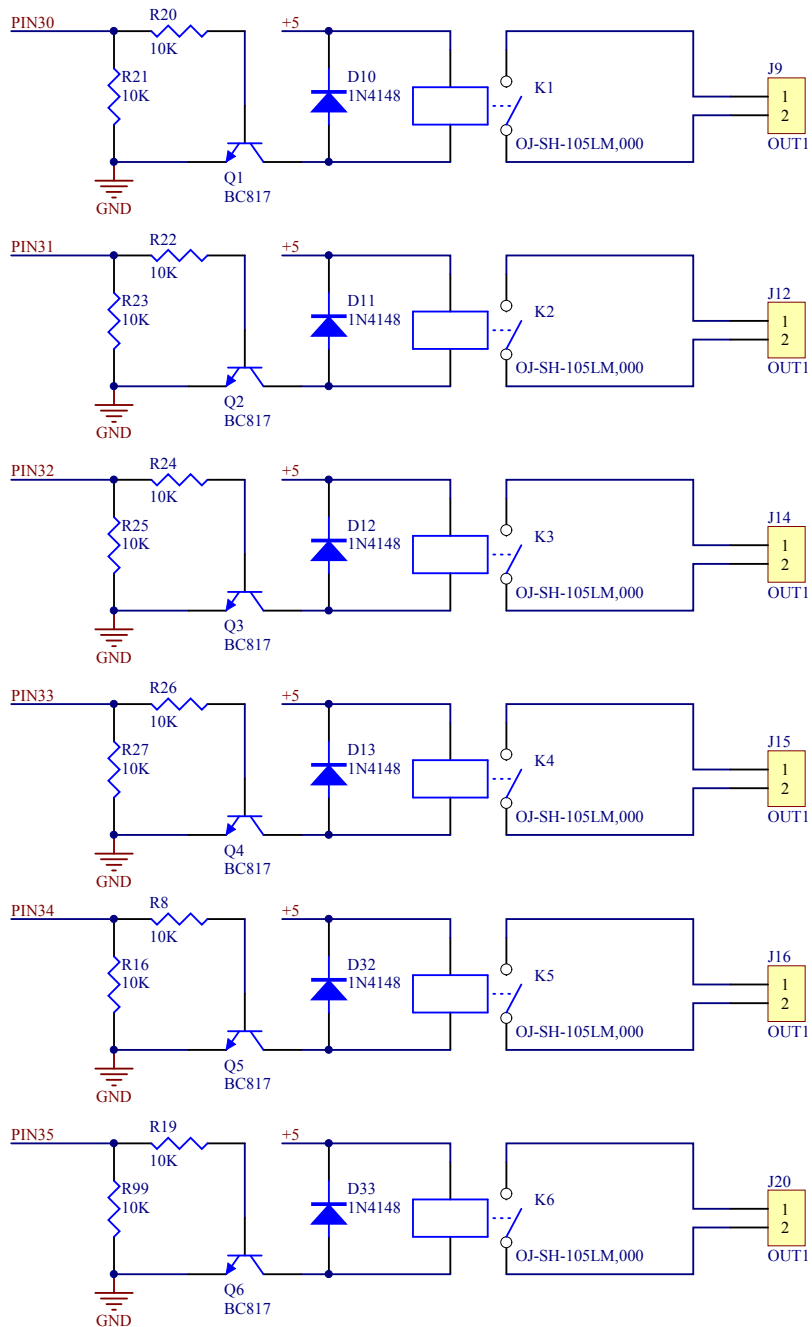 PIN30
R20
10K
R21
10K
GND
Q1
BC817
+5
D10
1N4148
K1
OJ-SH-105LM,000
J9
1
2
OUT1
PIN31
R22
10K
R23
10K
GND
Q2
BC817
+5
D11
1N4148
K2
OJ-SH-105LM,000
J12
1
2
OUT1
PIN32
R24
10K
R25
10K
GND
Q3
BC817
+5
D12
1N4148
K3
OJ-SH-105LM,000
J14
1
2
OUT1
PIN33
R26
10K
R27
10K
GND
Q4
BC817
+5
D13
1N4148
K4
OJ-SH-105LM,000
J15
1
2
OUT1
PIN34
R8
10K
R16
10K
GND
Q5
BC817
+5
D32
1N4148
K5
OJ-SH-105LM,000
J16
1
2
OUT1
PIN35
R19
10K
R99
10K
GND
Q6
BC817
+5
D33
1N4148
K6
OJ-SH-105LM,000
J20
1
2
OUT1